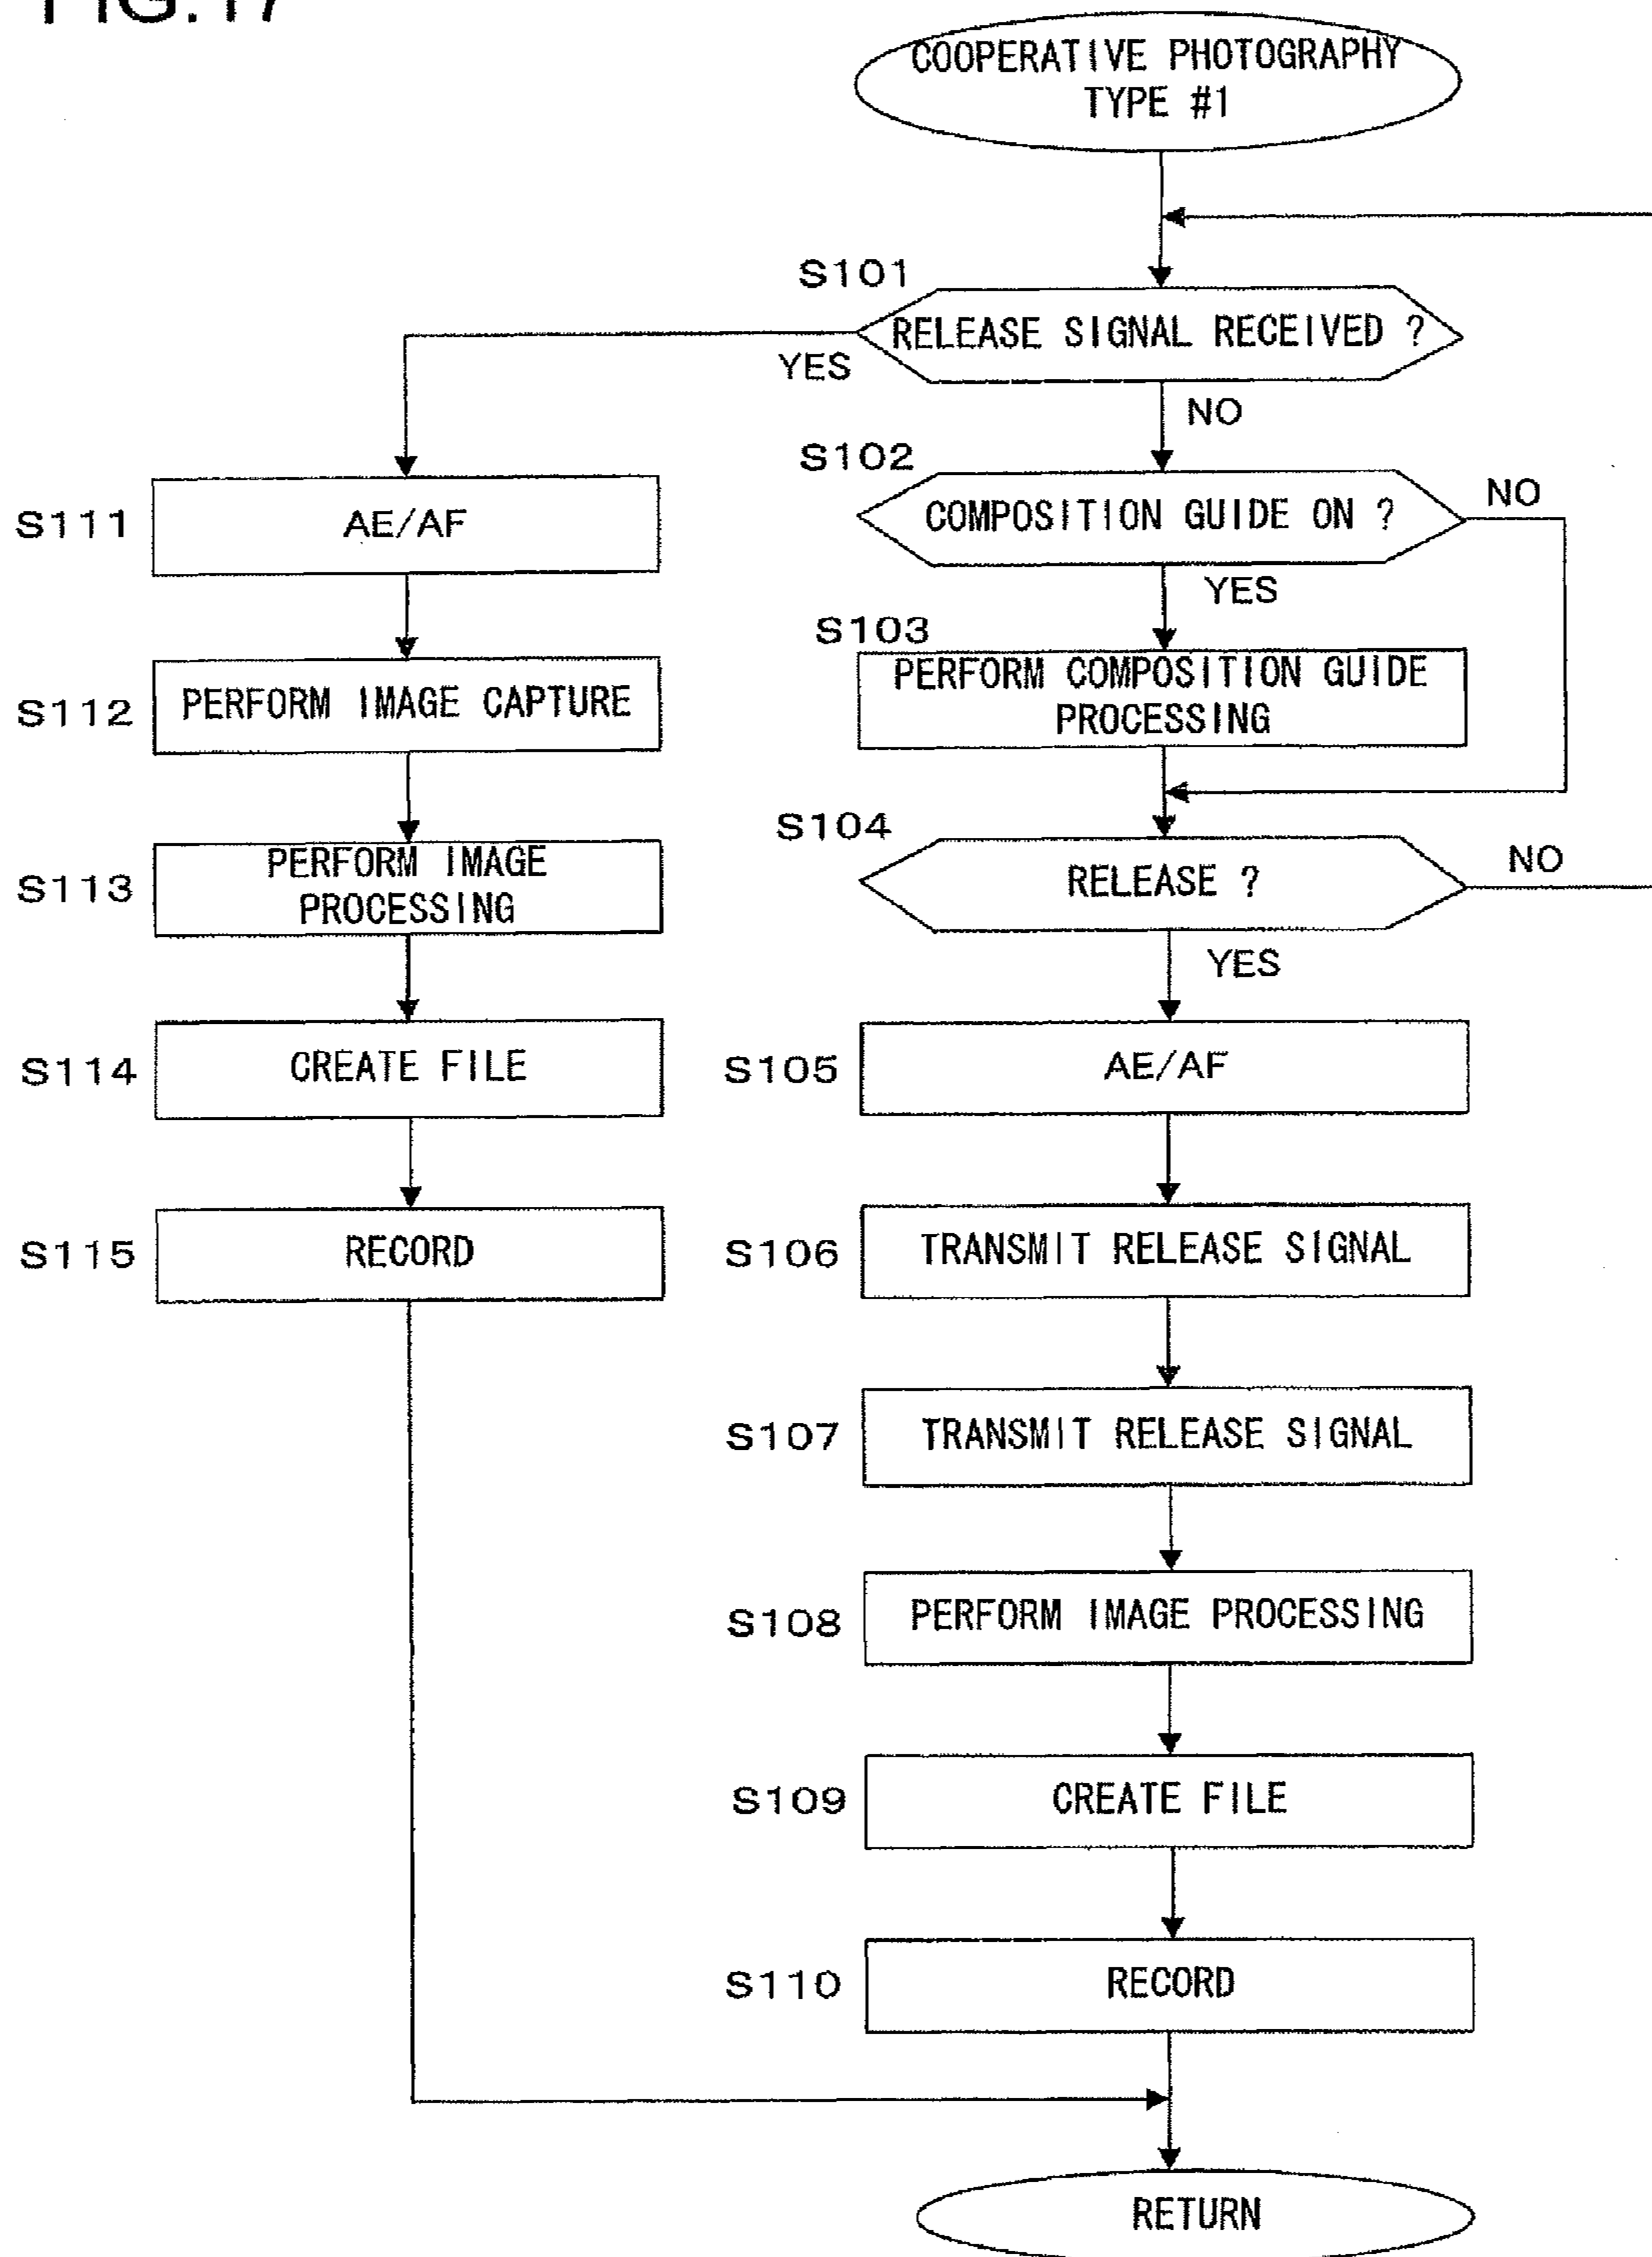 FIG. 17
COOPERATIVE PHOTOGRAPHY
TYPE #1
S101
RELEASE SIGNAL RECEIVED ?
YES
NO
S102
COMPOSITION GUIDE ON ?
NO
YES
S103
PERFORM COMPOSITION GUIDE
PROCESSING
S104
RELEASE ?
NO
YES
S105
AE/AF
S106
TRANSMIT RELEASE SIGNAL
S107
TRANSMIT RELEASE SIGNAL
S108
PERFORM IMAGE PROCESSING
S109
CREATE FILE
S110
RECORD
S111
AE/AF
S112
PERFORM IMAGE CAPTURE
S113
PERFORM IMAGE
PROCESSING
S114
CREATE FILE
S115
RECORD
RETURN